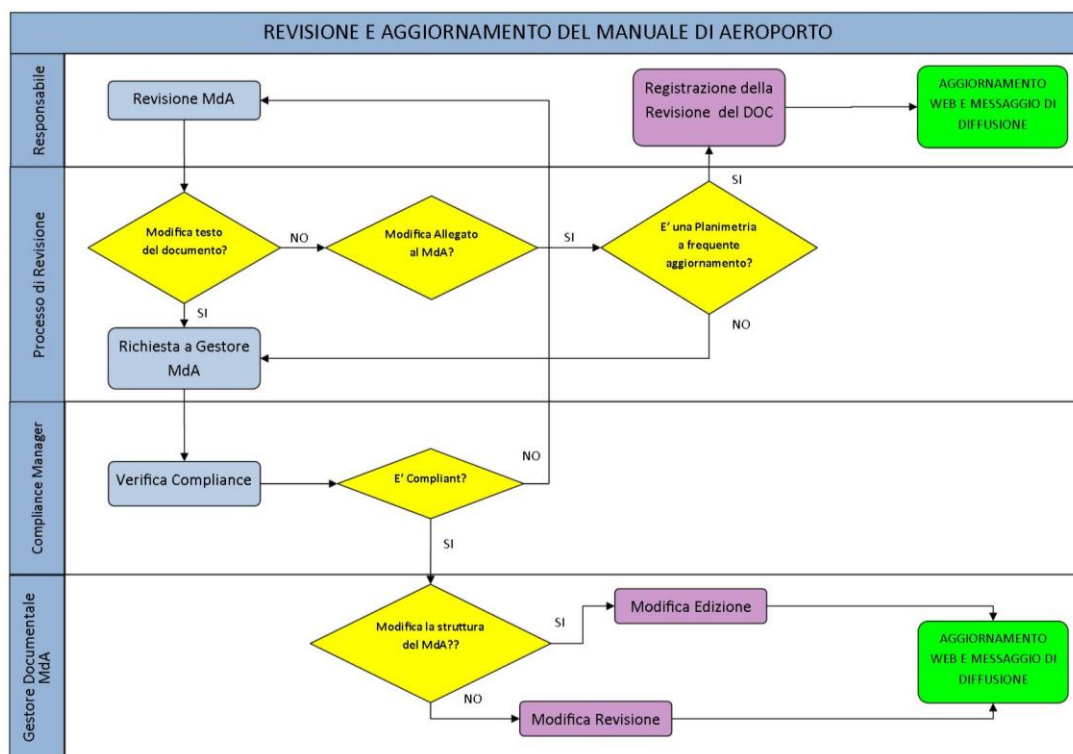 REVISIONE E AGGIORNAMENTO DEL MANUALE DI AEROPORTO
Responsabile
Revisione MdA
Registrazione della
Revisione del DOC
AGGIORNAMENTO
WEB E MESSAGGIO DI
DIFFUSIONE
SI
Processo di Revisione
Modifica testo
del documento?
NO
Modifica Allegato
al MdA?
SI
E' una Planimetria
a frequente
aggiornamento?
SI
NO
Richiesta a Gestore
MdA
Compliance Manager
Verifica Compliance
E' Compliant?
NO
SI
Gestore Documentale
MdA
Modifica la struttura
del MdA??
SI
Modifica Edizione
NO
Modifica Revisione
AGGIORNAMENTO
WEB E MESSAGGIO DI
DIFFUSIONE